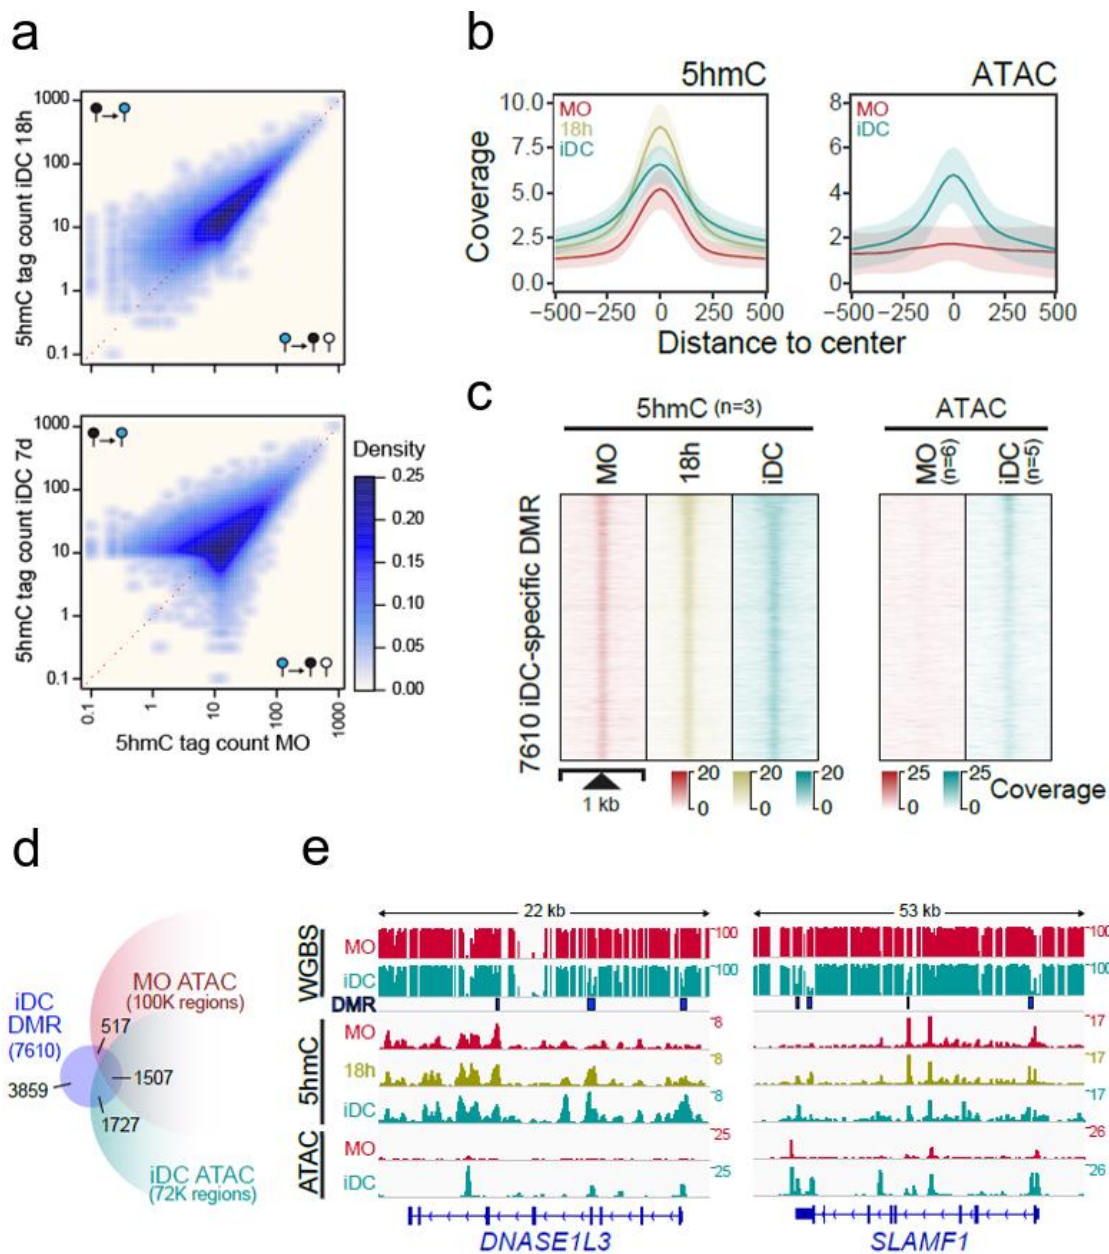 a
1000
100
10
1
0.1
5hmC tag count iDC 18h
1000
100
10
1
0.1
5hmC tag count iDC 7d
0.1
1
10
100
1000
5hmC tag count MO
Density
0.25
0.20
0.15
0.10
0.05
0.00
b
5hmC
10.0
7.5
5.0
2.5
0.0
MO
18h
iDC
Coverage
−500 −250 0 250 500
ATAC
8
6
4
2
0
MO
iDC
−500 −250 0 250 500
Distance to center
c
5hmC (n=3)
MO
18h
iDC
ATAC
MO (n=6)
iDC (n=5)
7610 iDC-specific DMR
1 kb
20
0
20
0
20
0
25
0
25
0
Coverage
d
iDC
DMR
(7610)
MO ATAC
(100K regions)
517
3859
1507
1727
iDC ATAC
(72K regions)
e
22 kb
53 kb
WGBS
MO
100
100
iDC
100
100
DMR
5hmC
MO
8
17
18h
8
17
iDC
8
17
ATAC
MO
25
26
iDC
25
26
DNASE1L3
SLAMF1